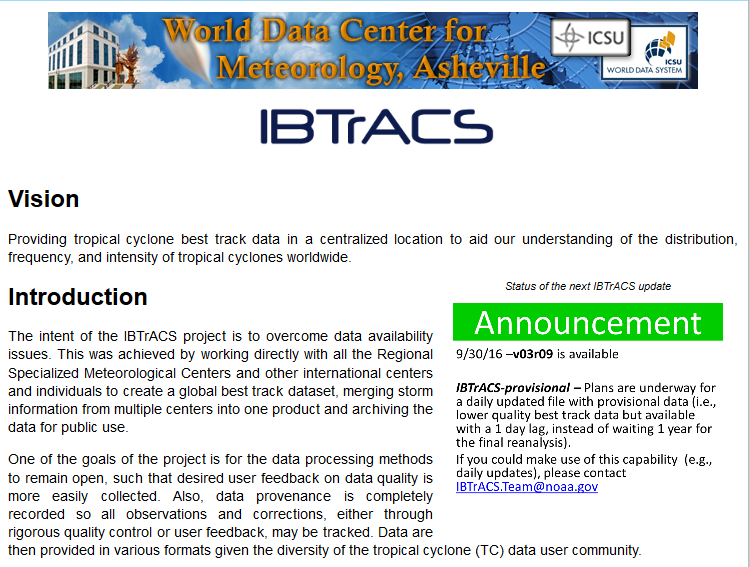 World Data Center for
Meteorology, Asheville
ICSU
ICSU
WORLD DATA SYSTEM
IBTrACS
Vision
Providing tropical cyclone best track data in a centralized location to aid our understanding of the distribution,
frequency, and intensity of tropical cyclones worldwide.
Introduction
The intent of the IBTrACS project is to overcome data availability
issues. This was achieved by working directly with all the Regional
Specialized Meteorological Centers and other international centers
and individuals to create a global best track dataset, merging storm
information from multiple centers into one product and archiving the
data for public use.
Status of the next IBTrACS update
Announcement
9/30/16 –v03r09 is available
IBTrACS-provisional – Plans are underway for
a daily updated file with provisional data (i.e.,
lower quality best track data but available
with a 1 day lag, instead of waiting 1 year for
the final reanalysis).
If you could make use of this capability (e.g.,
daily updates), please contact
IBTrACS.Team@noaa.gov
One of the goals of the project is for the data processing methods
to remain open, such that desired user feedback on data quality is
more easily collected. Also, data provenance is completely
recorded so all observations and corrections, either through
rigorous quality control or user feedback, may be tracked. Data are
then provided in various formats given the diversity of the tropical cyclone (TC) data user community.